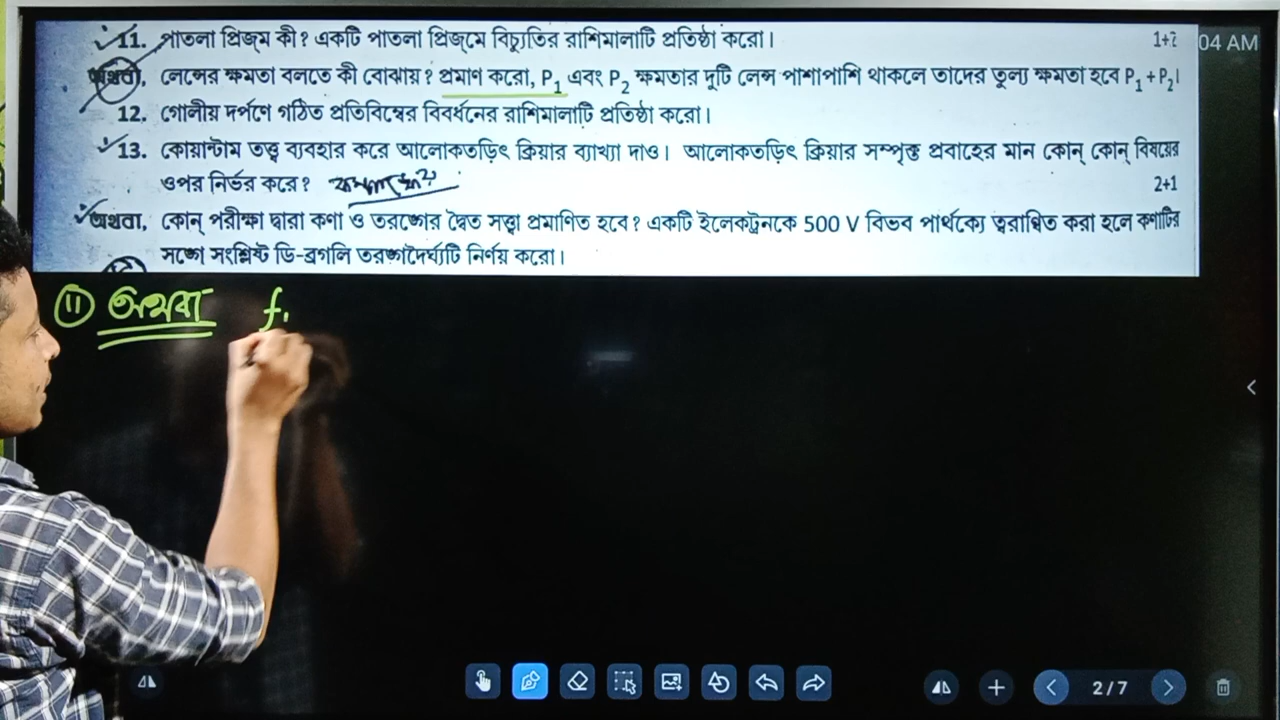 11. পাতলা প্রিজ্‌ম কী? একটি পাতলা প্রিজ্‌মে বিচ্যুতির রাশিমালাটি প্রতিষ্ঠা করো। 1+2
04 AM
অথবা, লেন্সের ক্ষমতা বলতে কী বোঝায়? প্রমাণ করো, P₁ এবং P₂ ক্ষমতার দুটি লেন্স পাশাপাশি থাকলে তাদের তুল্য ক্ষমতা হবে P₁ + P₂।
12. গোলীয় দর্পণে গঠিত প্রতিবিম্বের বিবর্ধনের রাশিমালাটি প্রতিষ্ঠা করো।
13. কোয়ান্টাম তত্ত্ব ব্যবহার করে আলোকতড়িৎ ক্রিয়ার ব্যাখ্যা দাও। আলোকতড়িৎ ক্রিয়ার সম্পৃক্ত প্রবাহের মান কোন্ কোন্ বিষয়ের
ওপর নির্ভর করে? 2+1
অথবা, কোন্ পরীক্ষা দ্বারা কণা ও তরঙ্গের দ্বৈত সত্ত্বা প্রমাণিত হবে? একটি ইলেকট্রনকে 500 V বিভব পার্থক্যে ত্বরান্বিত করা হলে কণাটির
সঙ্গে সংশ্লিষ্ট ডি-ব্রগলি তরঙ্গদৈর্ঘ্যটি নির্ণয় করো।
11 অথবা f
2 / 7